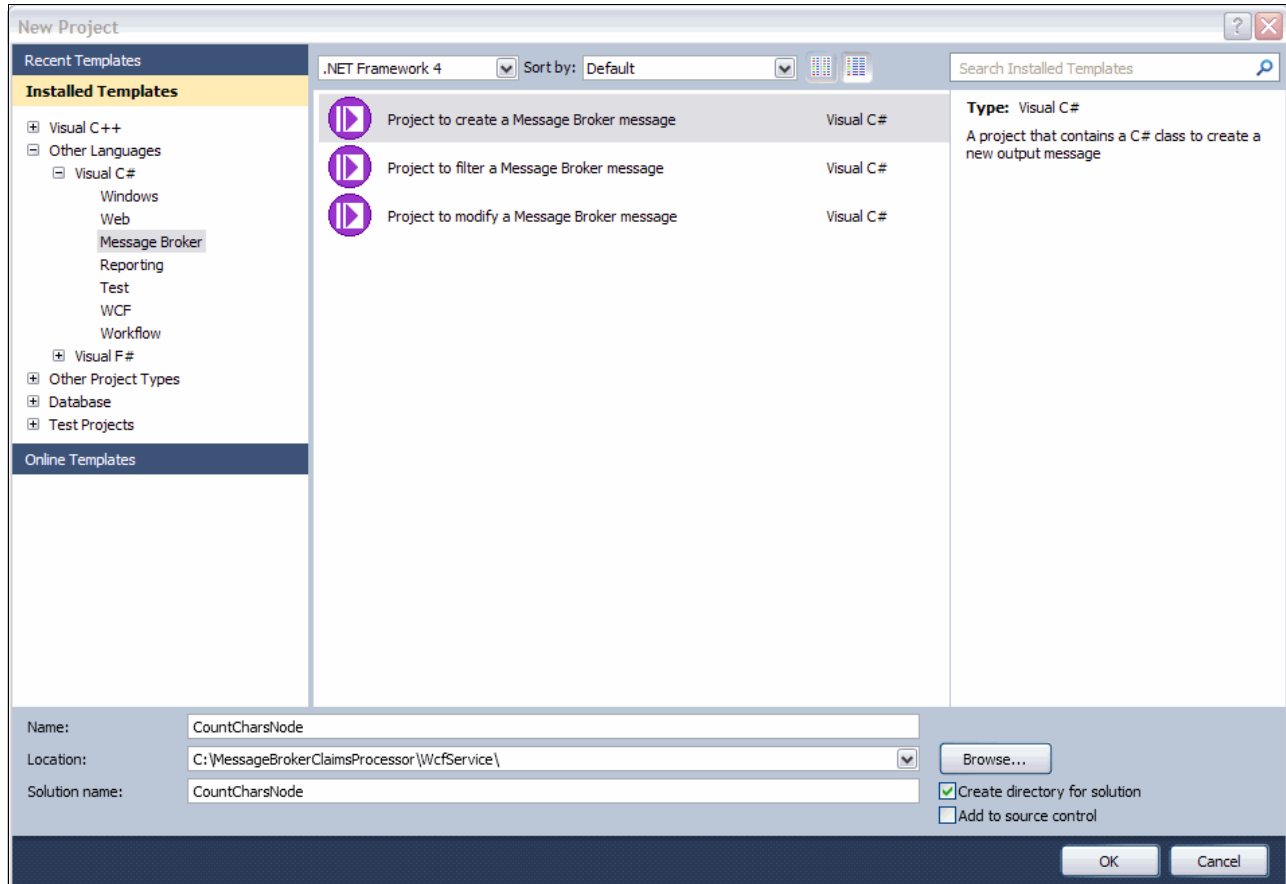 New Project
Recent Templates
Installed Templates
Visual C++
Other Languages
Visual C#
Windows
Web
Message Broker
Reporting
Test
WCF
Workflow
Visual F#
Other Project Types
Database
Test Projects
Online Templates
.NET Framework 4 Sort by: Default
Project to create a Message Broker message Visual C#
Project to filter a Message Broker message Visual C#
Project to modify a Message Broker message Visual C#
Search Installed Templates
Type: Visual C#
A project that contains a C# class to create a
new output message
Name: CountCharsNode
Location: C:\MessageBrokerClaimsProcessor\WcfService\ Browse...
Solution name: CountCharsNode Create directory for solution
Add to source control
OK Cancel